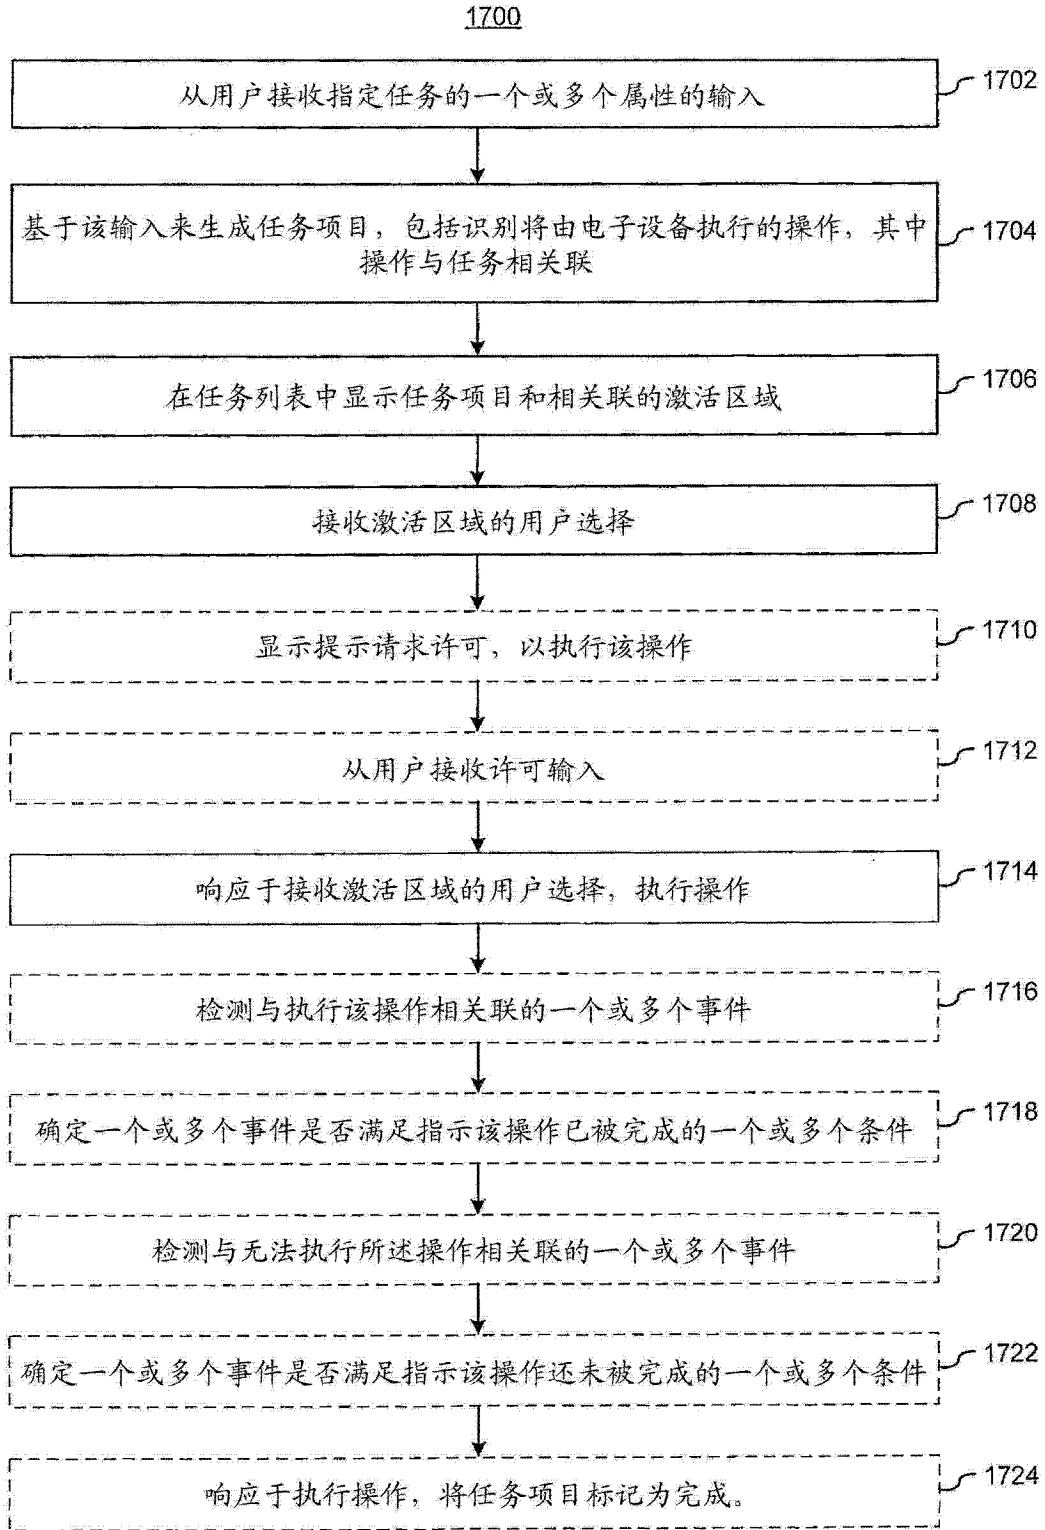 1700
从用户接收指定任务的一个或多个属性的输入
1702
基于该输入来生成任务项目，包括识别将由电子设备执行的操作，其中
操作与任务相关联
1704
在任务列表中显示任务项目和相关联的激活区域
1706
接收激活区域的用户选择
1708
显示提示请求许可，以执行该操作
1710
从用户接收许可输入
1712
响应于接收激活区域的用户选择，执行操作
1714
检测与执行该操作相关联的一个或多个事件
1716
确定一个或多个事件是否满足指示该操作已被完成的一个或多个条件
1718
检测与无法执行所述操作相关联的一个或多个事件
1720
确定一个或多个事件是否满足指示该操作还未被完成的一个或多个条件
1722
响应于执行操作，将任务项目标记为完成。
1724